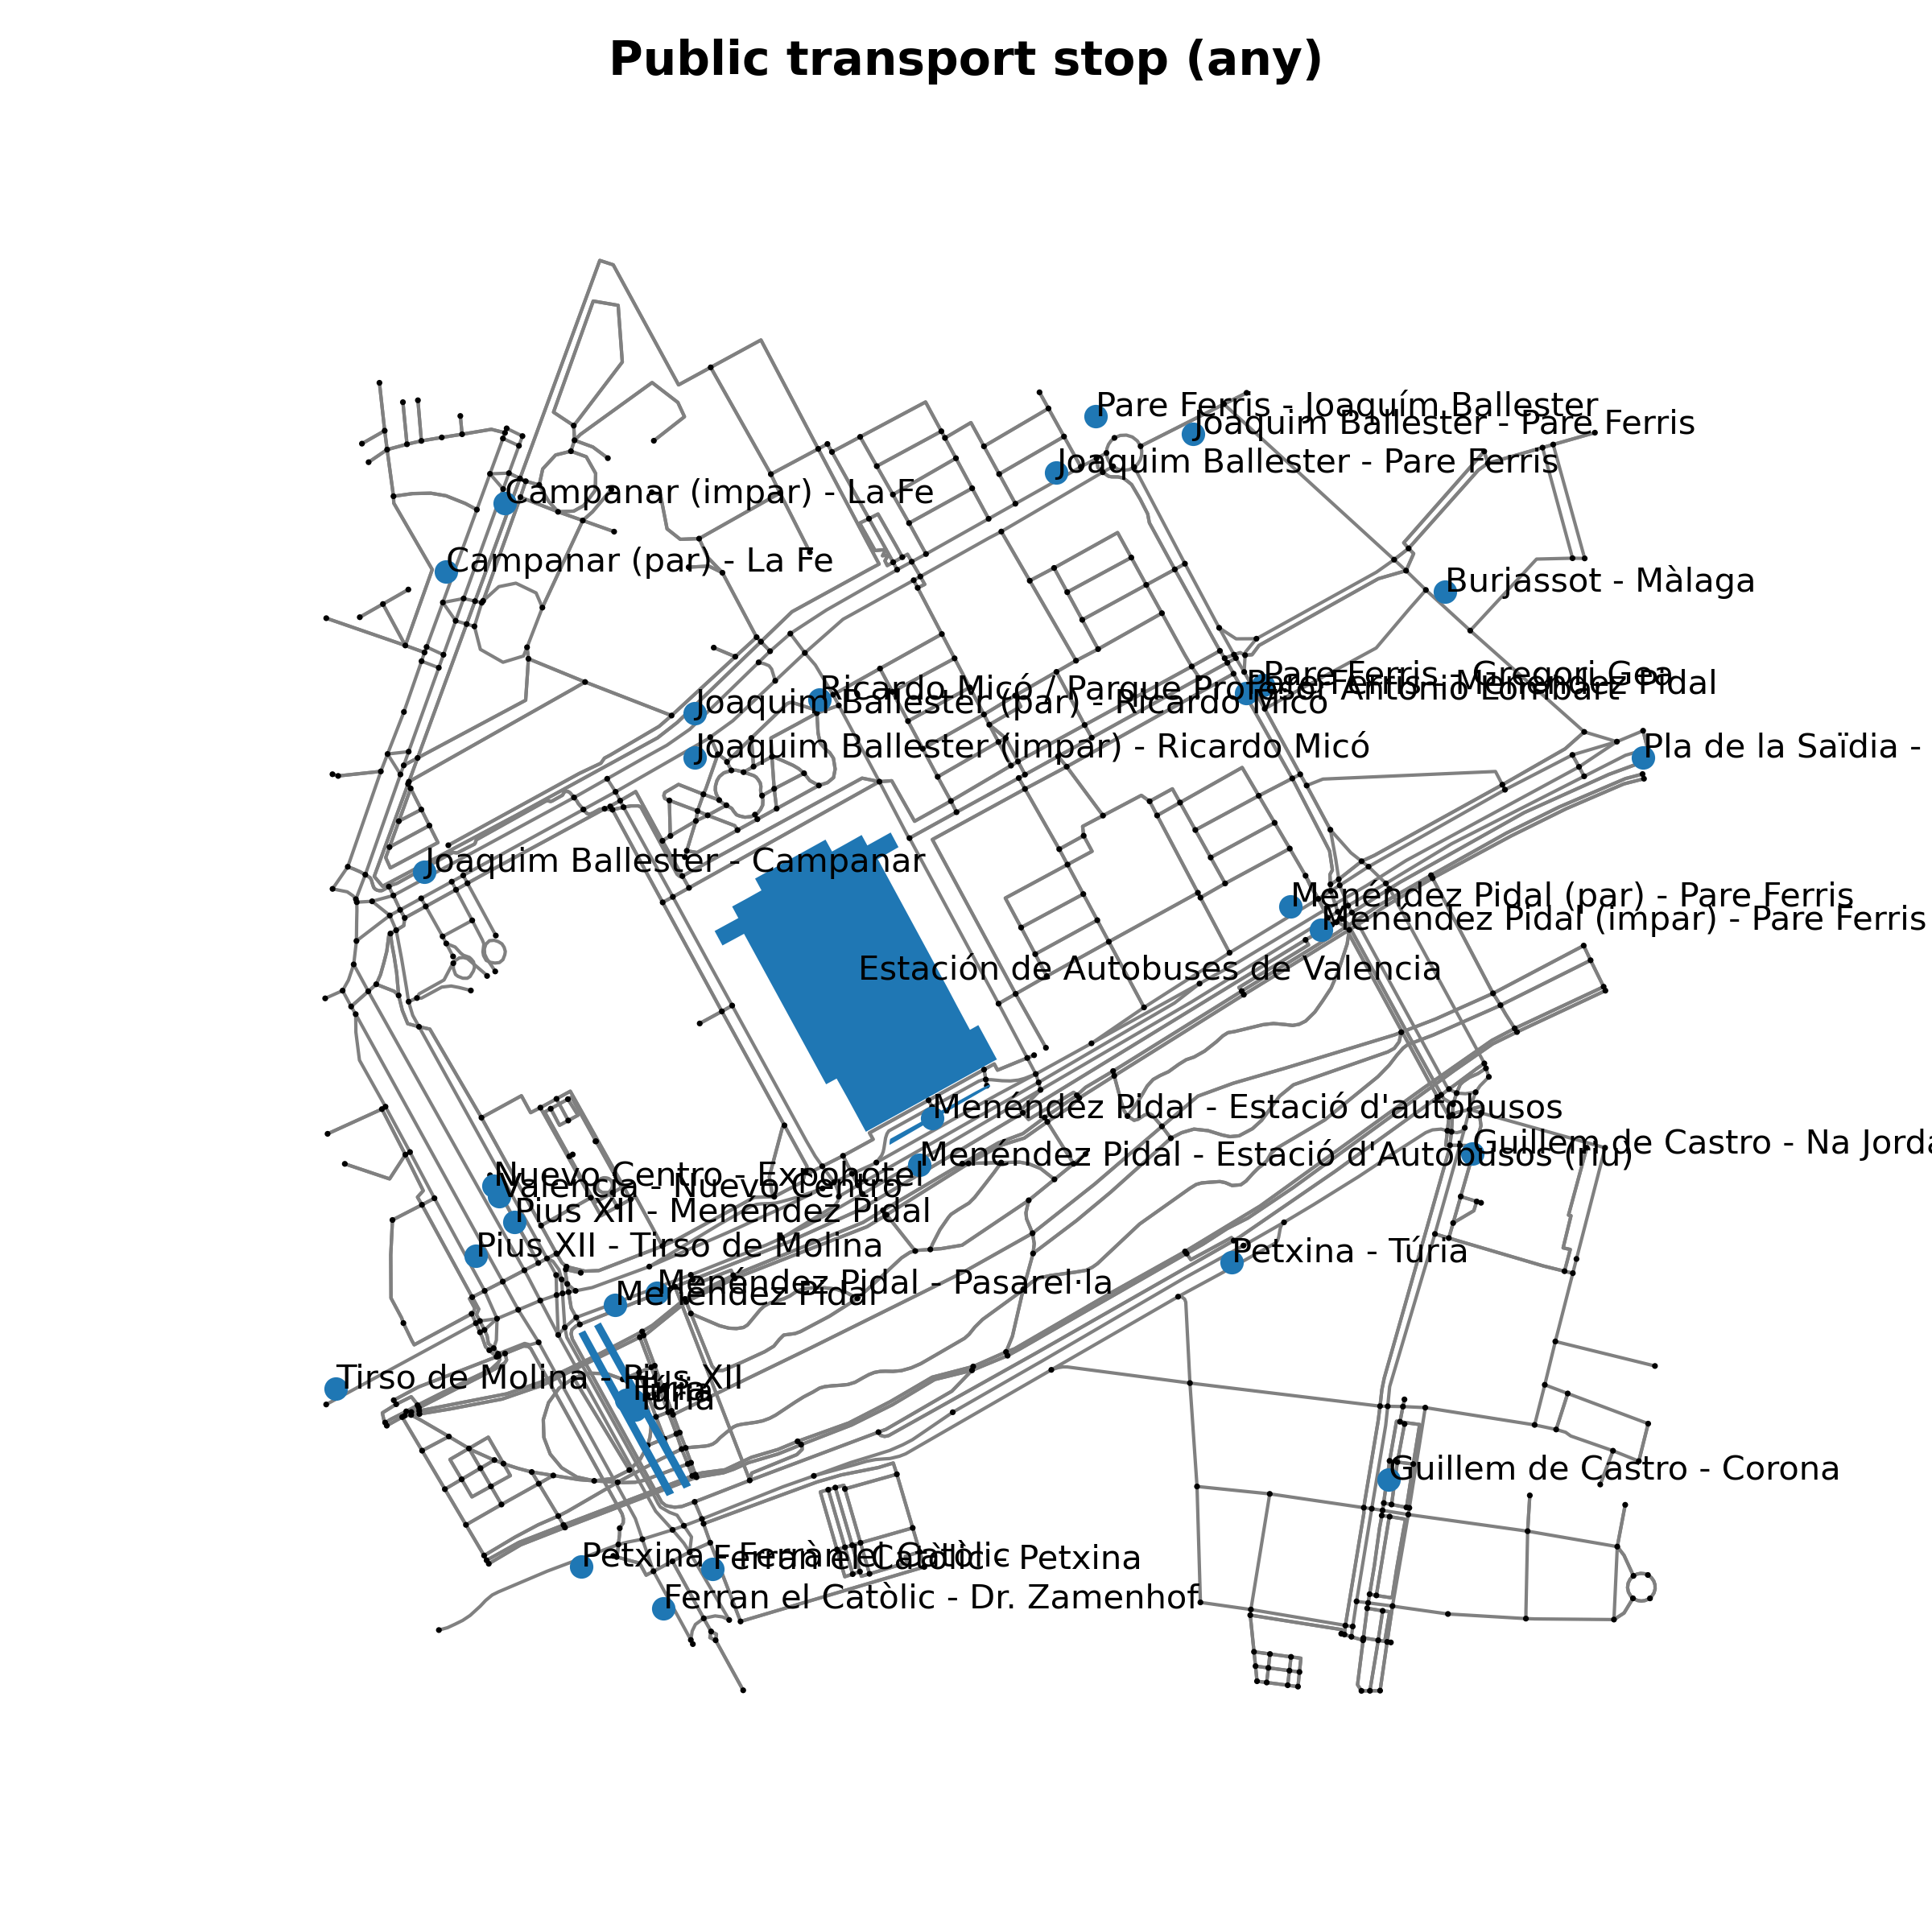 Public transport stop (any)
Pare Ferris - Joaquím Ballester
Joaquim Ballester - Pare Ferris
Joaquim Ballester - Pare Ferris
Campanar (impar) - La Fe
Campanar (par) - La Fe
Burjassot - Màlaga
Pare Ferris - Gregori Gea
Pare Ferris - Menéndez Pidal
Ricardo Micó / Parque Profesor Antonio Llombart
Joaquim Ballester (par) - Ricardo Micó
Joaquim Ballester (impar) - Ricardo Micó
Pla de la Saïdia -
Joaquim Ballester - Campanar
Menéndez Pidal (par) - Pare Ferris
Menéndez Pidal (impar) - Pare Ferris
Estación de Autobuses de Valencia
Menéndez Pidal - Estació d'autobusos
Guillem de Castro - Na Jorda
Menéndez Pidal - Estació d'Autobusos (riu)
Nuevo Centro - Expohotel
Valencia - Nuevo Centro
Pius XII - Menéndez Pidal
Pius XII - Tirso de Molina
Petxina - Túria
Menéndez Pidal - Pasarel·la
Menéndez Pidal
Tirso de Molina - Pius XII
Túria
Túria
Guillem de Castro - Corona
Petxina - Ferràn el Catòlic
Ferran el Catòlic - Petxina
Ferran el Catòlic - Dr. Zamenhof